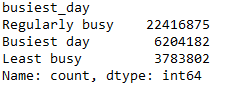 busiest_day
Regularly busy    22416875
Busiest day        6204182
Least busy         3783802
Name: count, dtype: int64